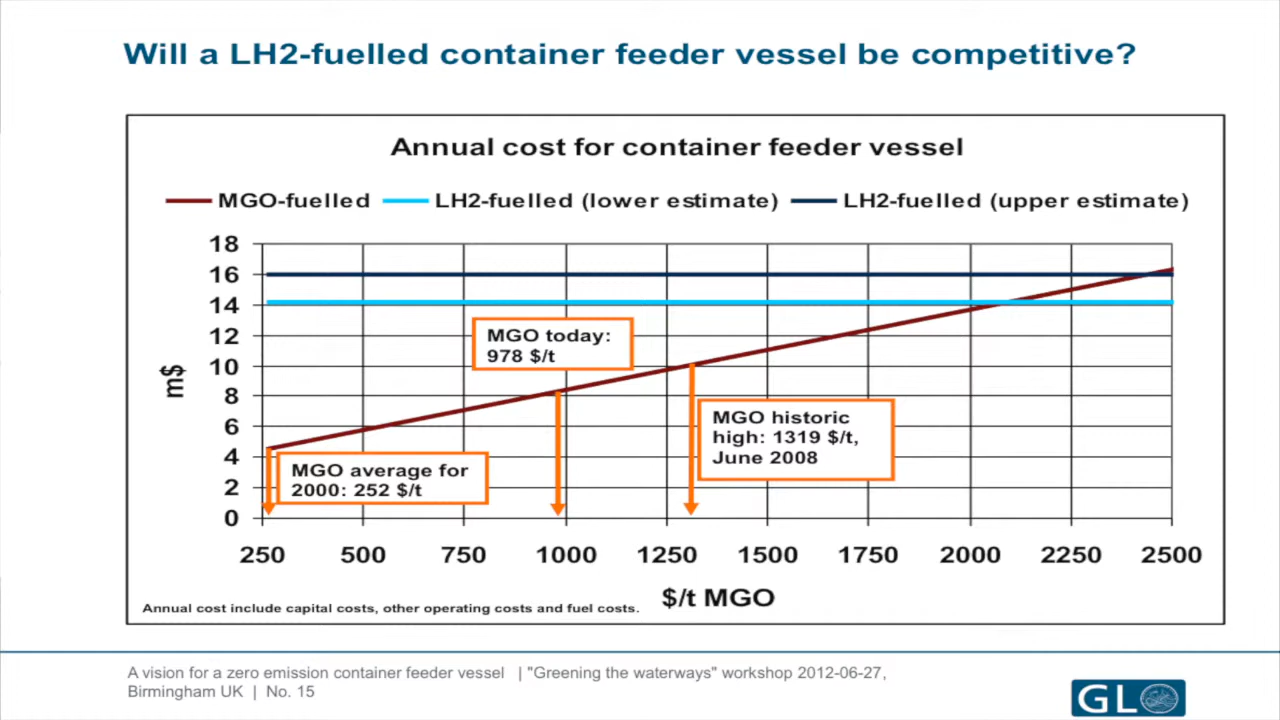 Will a LH2-fuelled container feeder vessel be competitive?
Annual cost for container feeder vessel
MGO-fuelled LH2-fuelled (lower estimate) LH2-fuelled (upper estimate)
18
16
14
12
10
8
6
4
2
0
m$
MGO today:
978 $/t
MGO historic
high: 1319 $/t,
June 2008
MGO average for
2000: 252 $/t
250 500 750 1000 1250 1500 1750 2000 2250 2500
$/t MGO
Annual cost include capital costs, other operating costs and fuel costs.
A vision for a zero emission container feeder vessel | "Greening the waterways" workshop 2012-06-27,
Birmingham UK | No. 15
GL